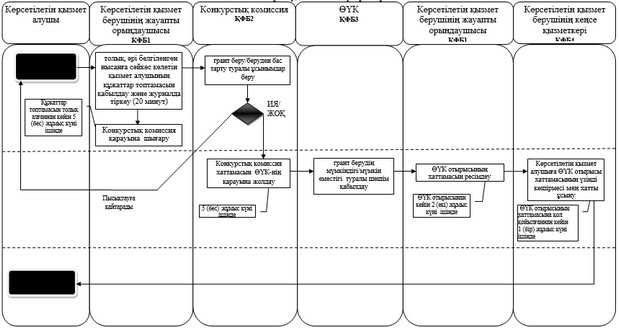 Көрсетілетін қызмет
алушы
Көрсетілетін қызмет
берушінің жауапты
орындаушысы
ҚФБ1
Конкурстық комиссия
ҚФБ2
ӨҮК
ҚФБ3
Көрсетілетін қызмет
берушінің жауапты
орындаушысы
ҚФБ1
Көрсетілетін қызмет
берушінің кеңсе
қызметкері
ҚФБ4
толық, әрі белгіленген
нысанға сәйкес келетін
қызмет алушының
құжаттар топтамасын
қабылдау және журналда
тіркеу (20 минут)
грант беру/беруден бас
тарту туралы ұсынымдар
беру
Құжаттар
топтамасын толық
алғаннан кейін 5
(бес) жұмыс күні
ішінде
Конкурстық комиссия
қарауына шығару
ИЯ/
ЖОҚ
Конкурстық комиссия
хаттамасын ӨҮК-нің
қарауына жолдау
грант берудің
мүмкіндігі/мүмкін
еместігі туралы шешім
қабылдау
ӨҮК отырысының
хаттамасын ресімдеу
Көрсетілетін қызмет
алушыға ӨҮК отырысы
хаттамасының үзінді
көшірмесі мен хатты
ұсыну
Пысықтауға
қайтарады
5 (бес) жұмыс күні
ішінде
ӨҮК отырысынан
кейін 2 (екі) жұмыс
күні ішінде
ӨҮК отырысының
хаттамасына қол
қойылғаннан кейін
1 (бір) жұмыс күні
ішінде